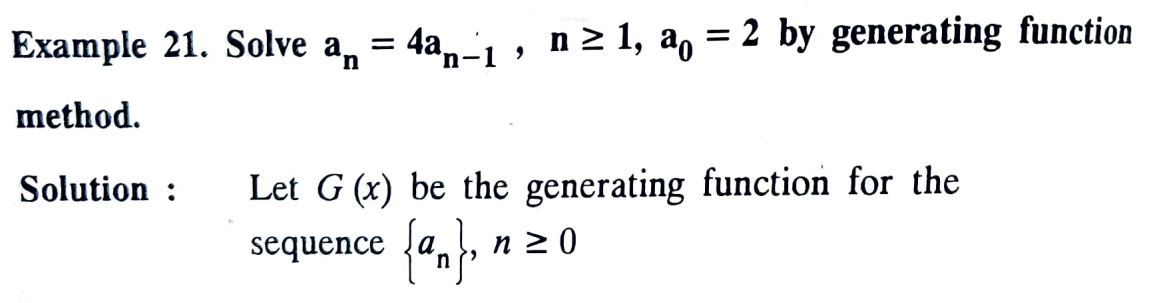 Example 21. Solve aₙ = 4aₙ₋₁ , n ≥ 1, a₀ = 2 by generating function
method.
Solution : Let G (x) be the generating function for the
sequence {aₙ}, n ≥ 0